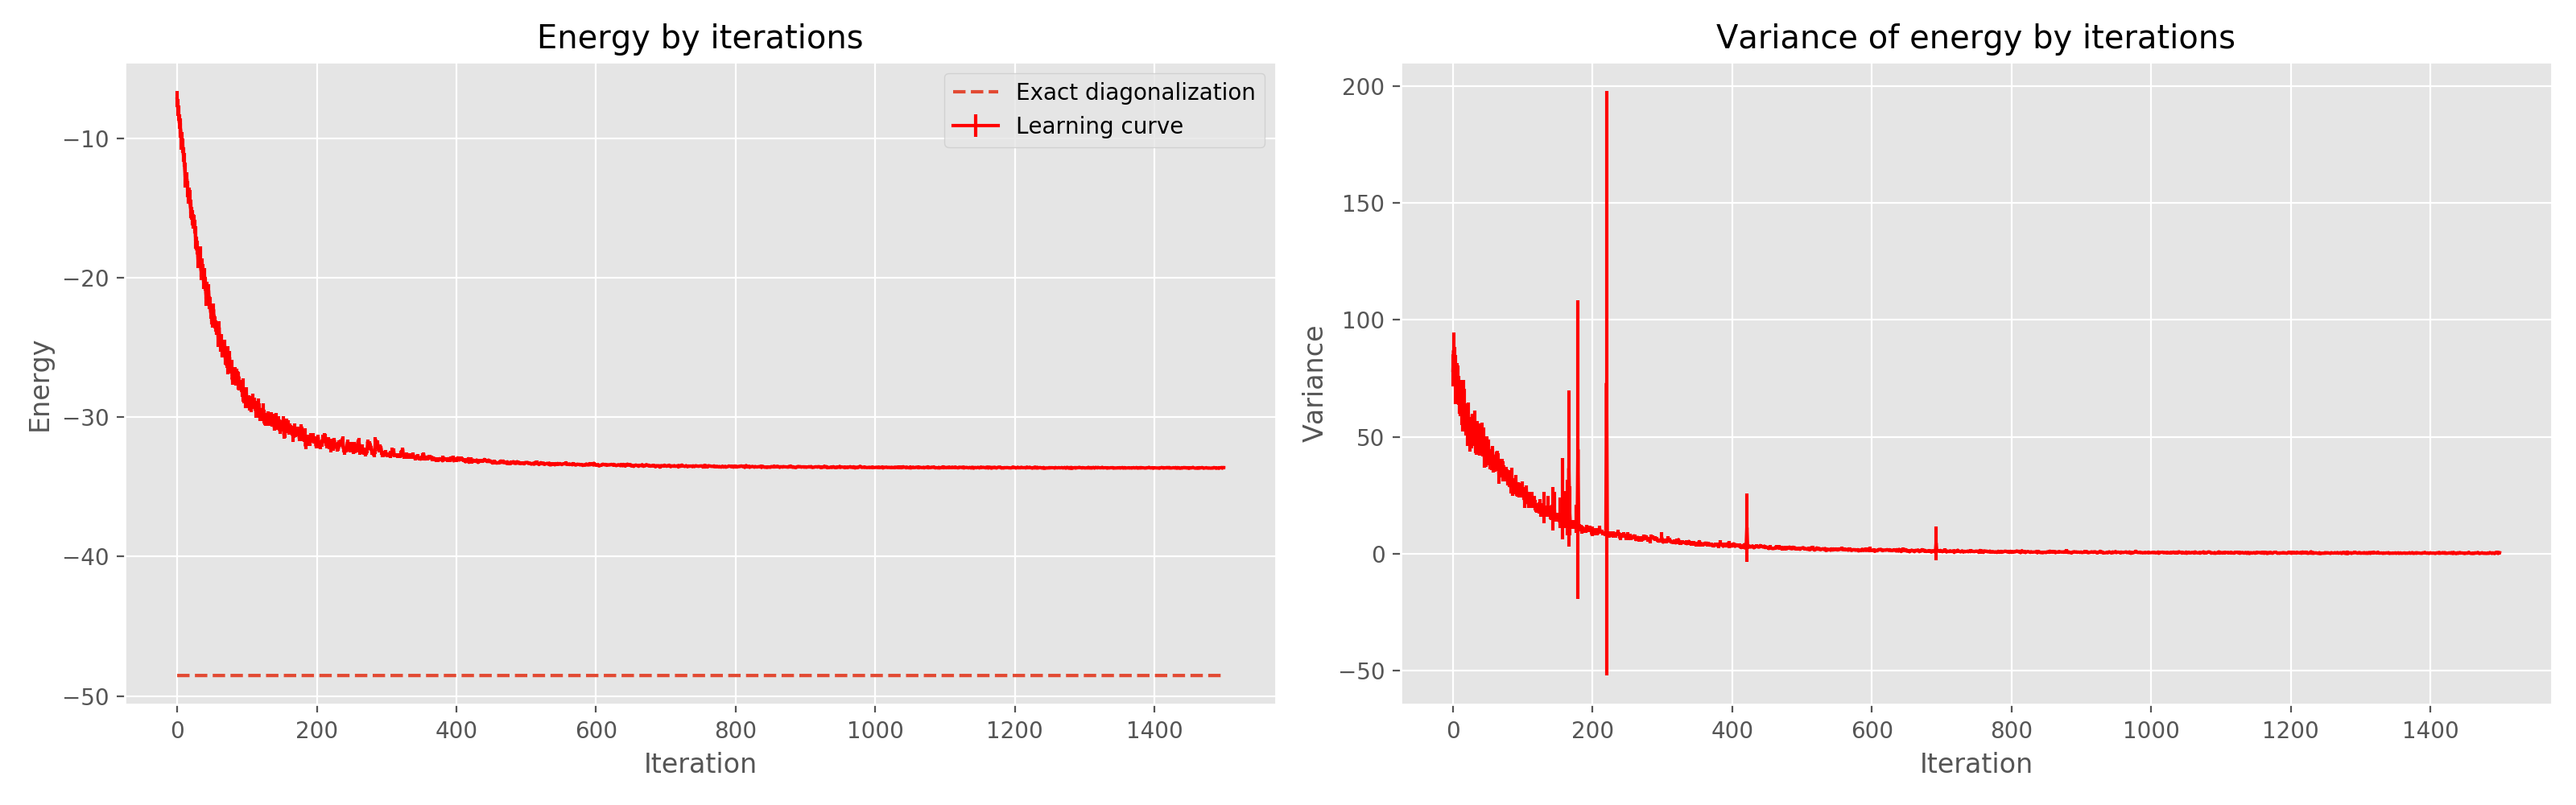 Energy by iterations
Exact diagonalization
Learning curve
−10
−20
−30
−40
−50
Energy
0 200 400 600 800 1000 1200 1400
Iteration
Variance of energy by iterations
200
150
100
50
0
−50
Variance
0 200 400 600 800 1000 1200 1400
Iteration